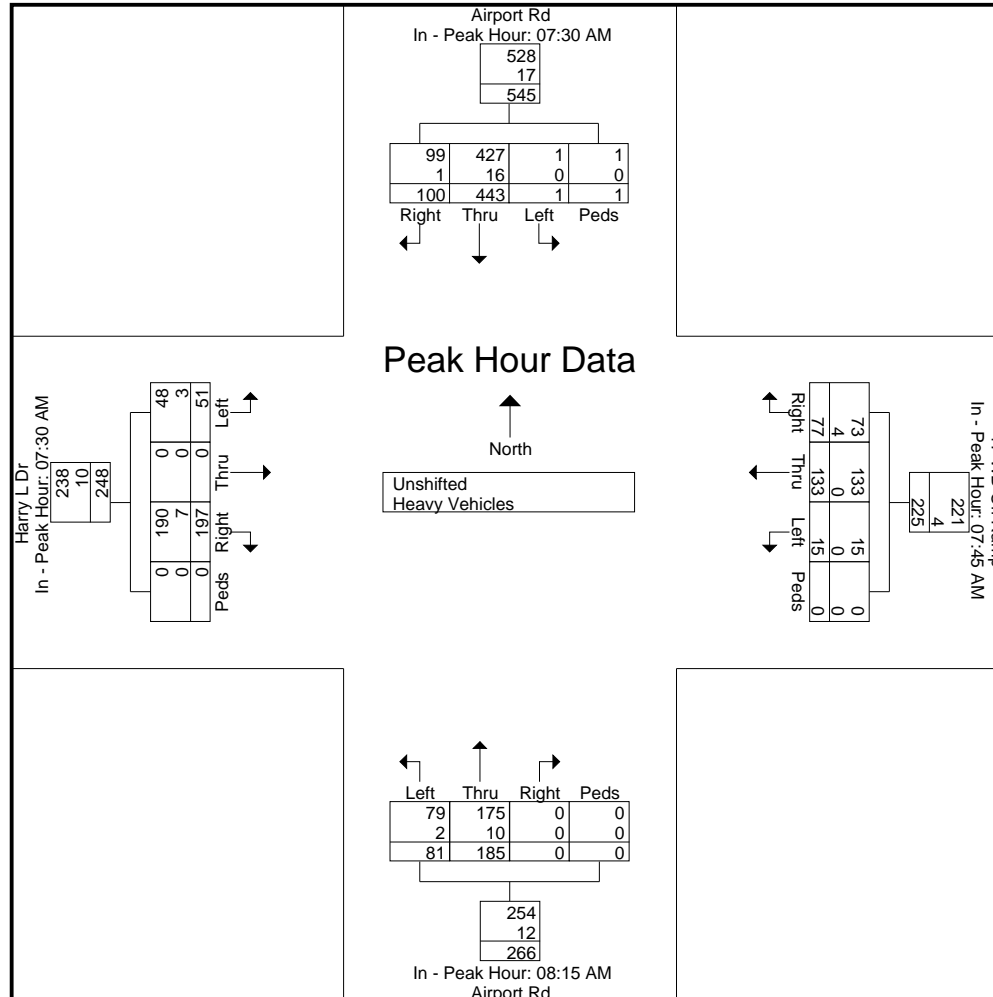 Airport Rd
In - Peak Hour: 07:30 AM
528
17
545
99 427 1 1
1 16 0 0
100 443 1 1
Right Thru Left Peds
Peak Hour Data
North
Unshifted
Heavy Vehicles
Harry L Dr
In - Peak Hour: 07:30 AM
238
10
248
48 0 190 0
3 0 7 0
51 0 197 0
Left Thru Right Peds
In - Peak Hour: 07:45 AM
221
4
225
73 133 15 0
4 0 0 0
77 133 15 0
Right Thru Left Peds
Left Thru Right Peds
79 175 0 0
2 10 0 0
81 185 0 0
254
12
266
In - Peak Hour: 08:15 AM
Airport Rd